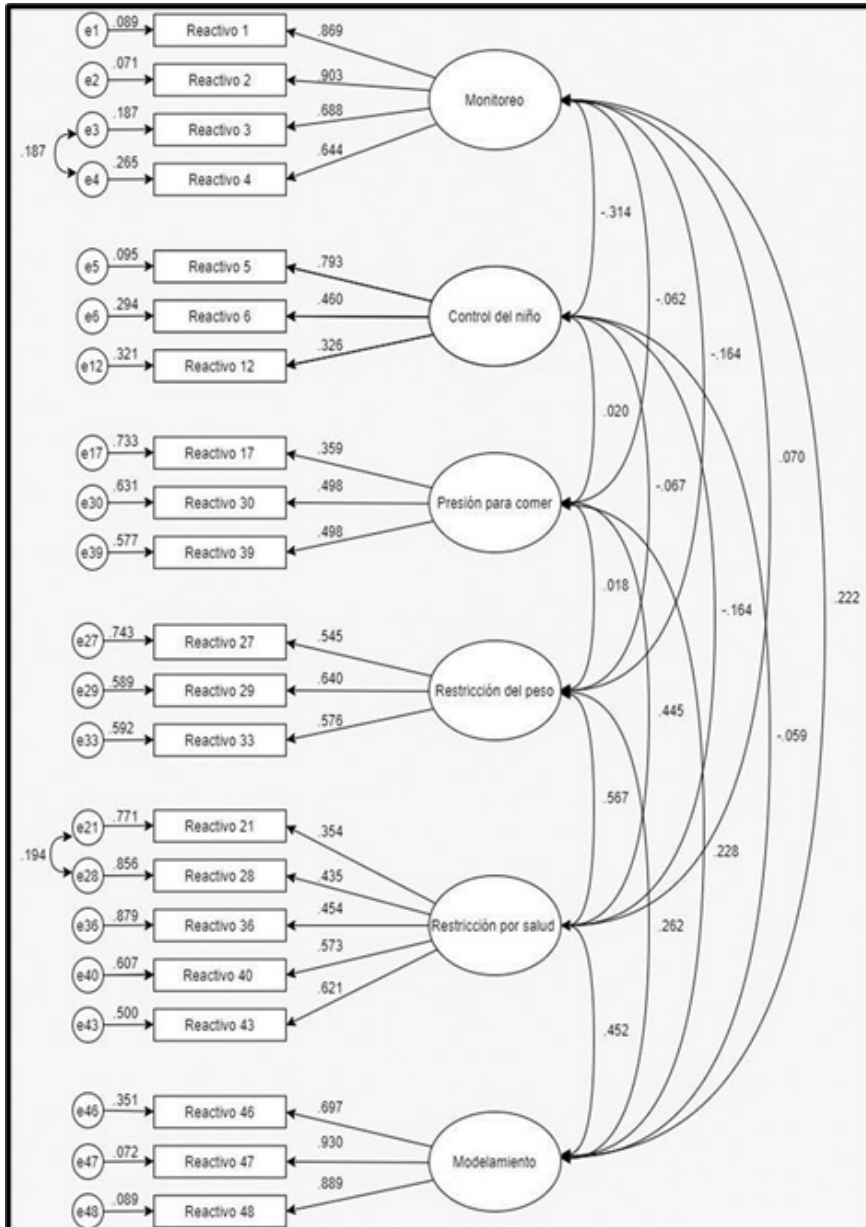 e1 .089 Reactivo 1 .869
e2 .071 Reactivo 2 .903
Monitoreo
e3 .187 Reactivo 3 .688
.187
e4 .265 Reactivo 4 .644
-.314
e5 .095 Reactivo 5 .793
-.062
e6 .294 Reactivo 6 .460
Control del niño
-.164
e12 .321 Reactivo 12 .326
.020
e17 .733 Reactivo 17 .359
.070
-.067
e30 .631 Reactivo 30 .498
Presión para comer
e39 .577 Reactivo 39 .498
.018
-.164
.222
e27 .743 Reactivo 27 .545
e29 .589 Reactivo 29 .640
Restricción del peso
.445
e33 .592 Reactivo 33 .576
-.059
.567
e21 .771 Reactivo 21 .354
.194
.228
e28 .856 Reactivo 28 .435
e36 .879 Reactivo 36 .454
Restricción por salud
.262
e40 .607 Reactivo 40 .573
e43 .500 Reactivo 43 .621
.452
e46 .351 Reactivo 46 .697
e47 .072 Reactivo 47 .930
Modelamiento
e48 .089 Reactivo 48 .889